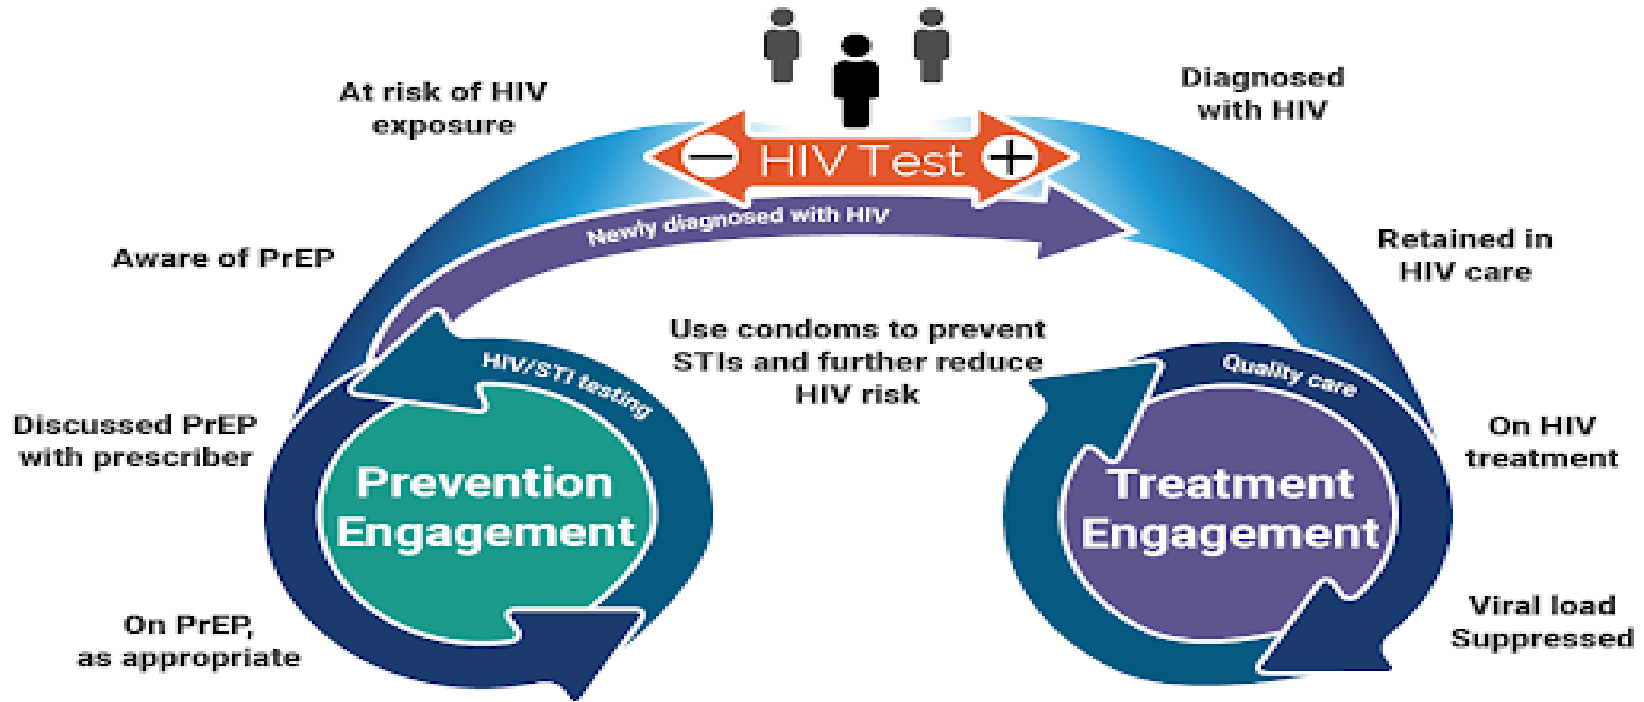 At risk of HIV
exposure
Diagnosed
with HIV
HIV Test
Newly diagnosed with HIV
Aware of PrEP
Retained in
HIV care
Use condoms to prevent
STIs and further reduce
HIV risk
HIV/STI testing
Quality care
Discussed PrEP
with prescriber
On HIV
treatment
Prevention
Engagement
Treatment
Engagement
On PrEP,
as appropriate
Viral load
Suppressed